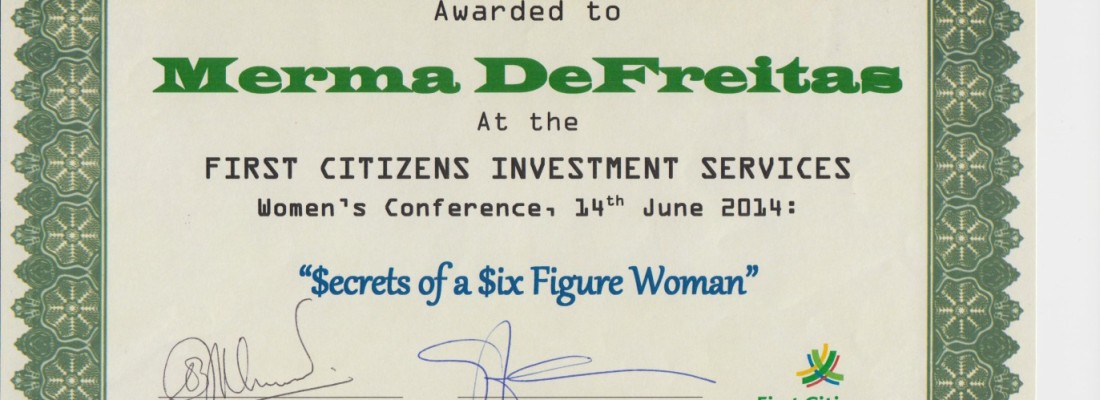 Awarded to
Merma DeFreitas
At the
FIRST CITIZENS INVESTMENT SERVICES
Women's Conference, 14th June 2014:
“$ecrets of a $ix Figure Woman”